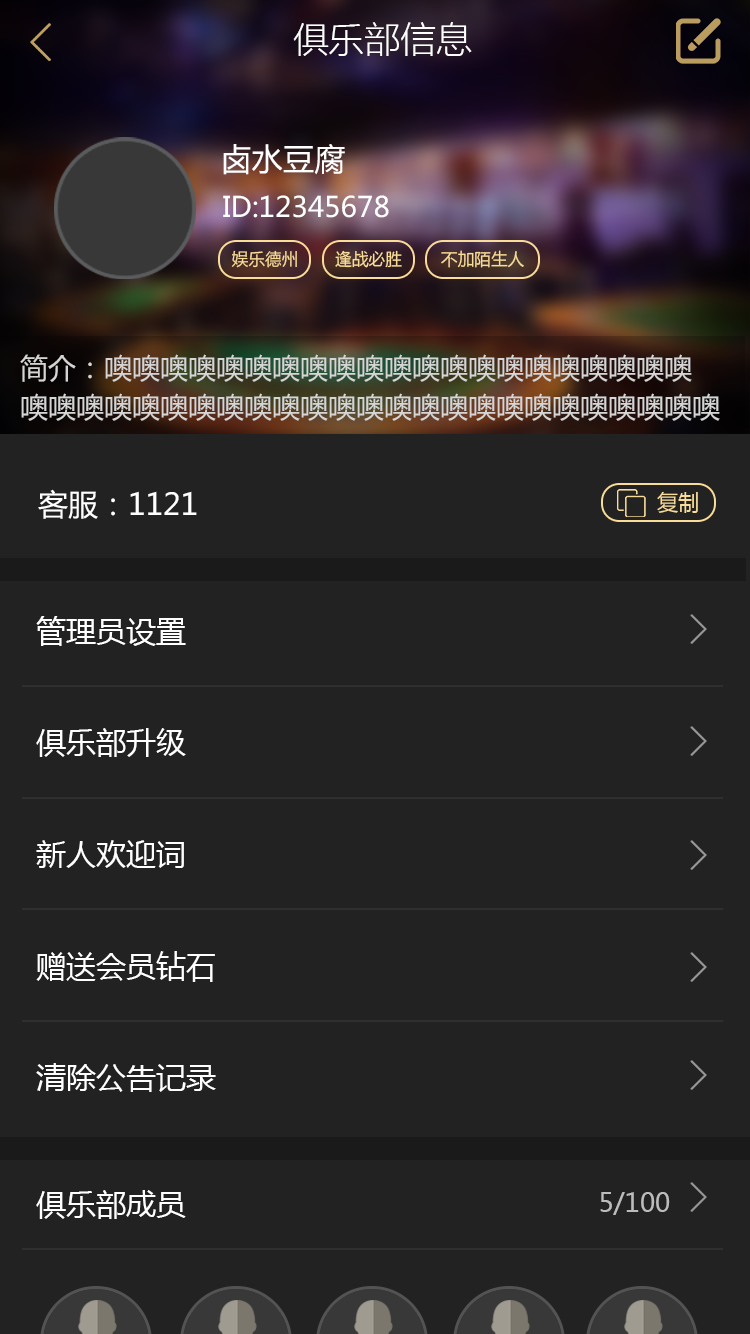 俱乐部信息
卤水豆腐
ID:12345678
娱乐德州 逢战必胜 不加陌生人
简介：噢噢噢噢噢噢噢噢噢噢噢噢噢噢噢噢噢噢噢噢噢
噢噢噢噢噢噢噢噢噢噢噢噢噢噢噢噢噢噢噢噢噢噢噢噢噢
客服：1121 复制
管理员设置
俱乐部升级
新人欢迎词
赠送会员钻石
清除公告记录
俱乐部成员 5/100